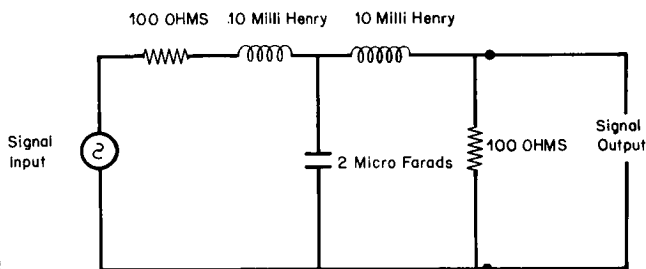 100 OHMS .10 Milli Henry 10 Milli Henry
Signal
Input
2 Micro Farads
100 OHMS
Signal
Output